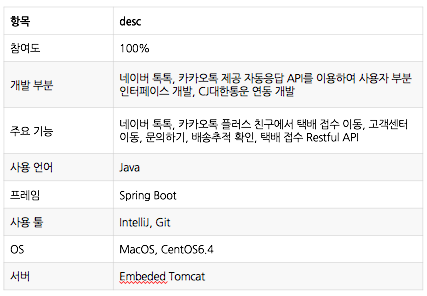 항목 desc
참여도 100%
개발 부분 네이버 톡톡, 카카오톡 제공 자동응답 API를 이용하여 사용자 부분
인터페이스 개발, CJ대한통운 연동 개발
주요 기능 네이버 톡톡, 카카오톡 플러스 친구에서 택배 접수 이동, 고객센터
이동, 문의하기, 배송추적 확인, 택배 접수 Restful API
사용 언어 Java
프레임 Spring Boot
사용 툴 IntelliJ, Git
OS MacOS, CentOS6.4
서버 Embeded Tomcat